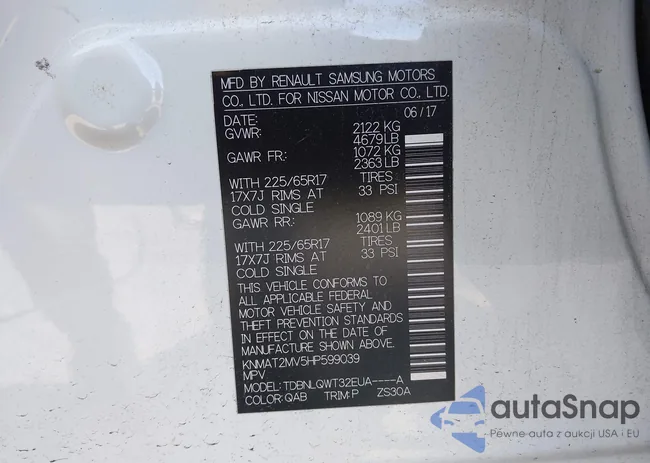 MFD BY RENAULT SAMSUNG MOTORS
CO., LTD. FOR NISSAN MOTOR CO., LTD.
DATE: 06/17
GVWR: 2122 KG
4679 LB
GAWR FR: 1072 KG
2363 LB
WITH 225/65R17 TIRES
17X7J RIMS AT 33 PSI
COLD SINGLE
GAWR RR: 1089 KG
2401 LB
WITH 225/65R17 TIRES
17X7J RIMS AT 33 PSI
COLD SINGLE
THIS VEHICLE CONFORMS TO
ALL APPLICABLE FEDERAL
MOTOR VEHICLE SAFETY AND
THEFT PREVENTION STANDARDS
IN EFFECT ON THE DATE OF
MANUFACTURE SHOWN ABOVE.
KNMAT2MV5HP599039
MPV
MODEL: TDBNLQWT32EUA----A
COLOR: QAB TRIM: P ZS30A
autaSnap
Pewne auta z aukcji USA i EU